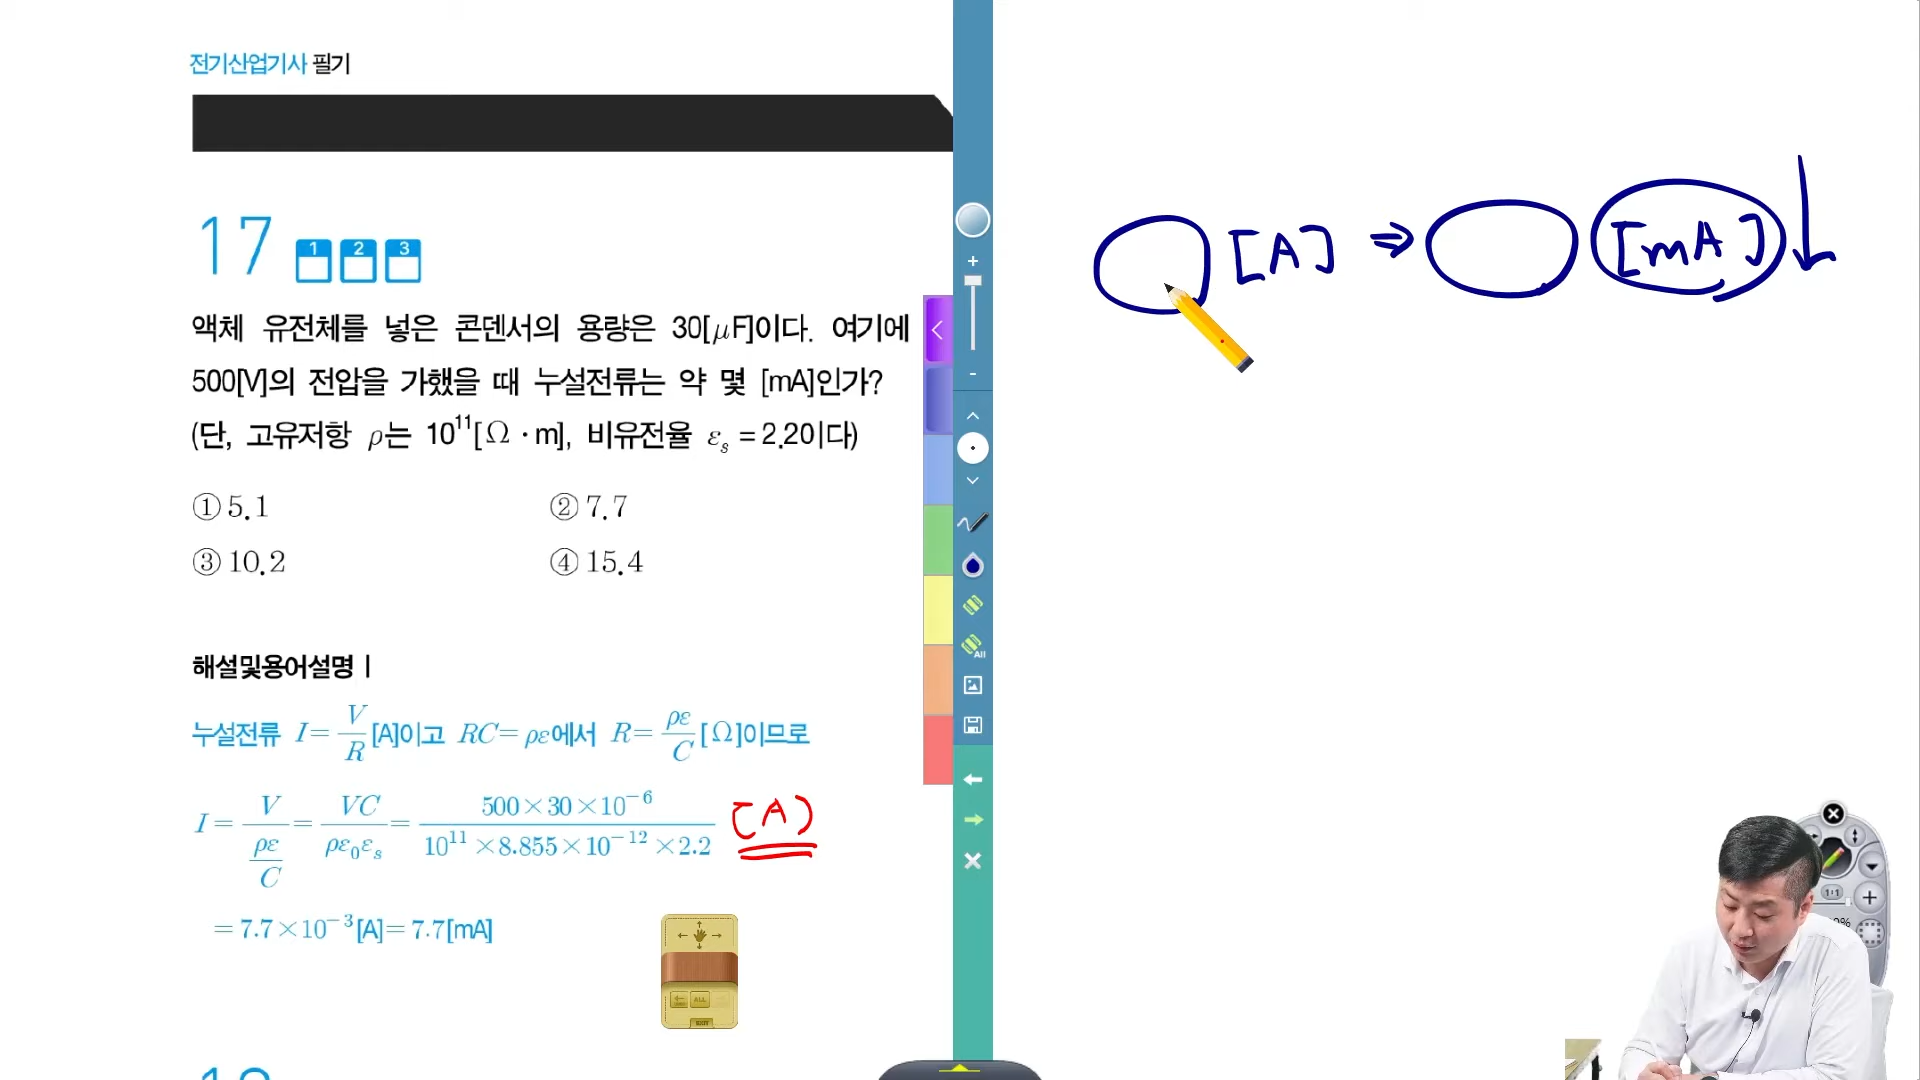 전기산업기사 필기
17 1 2 3
액체 유전체를 넣은 콘덴서의 용량은 30[μF]이다. 여기에
500[V]의 전압을 가했을 때 누설전류는 약 몇 [mA]인가?
(단, 고유저항 ρ는 10¹¹[Ω·m], 비유전율 εₛ=2.2이다)
① 5.1 ② 7.7
③ 10.2 ④ 15.4
해설및용어설명 |
누설전류 I=V/R[A]이고 RC=ρε에서 R=ρε/C[Ω]이므로
I=V/(ρε/C)=VC/(ρε₀εₛ)=(500×30×10⁻⁶)/(10¹¹×8.855×10⁻¹²×2.2) [A]
=7.7×10⁻³[A]=7.7[mA]
[A] ⇒ [mA] ↓
All
ALL
EXIT
1:1